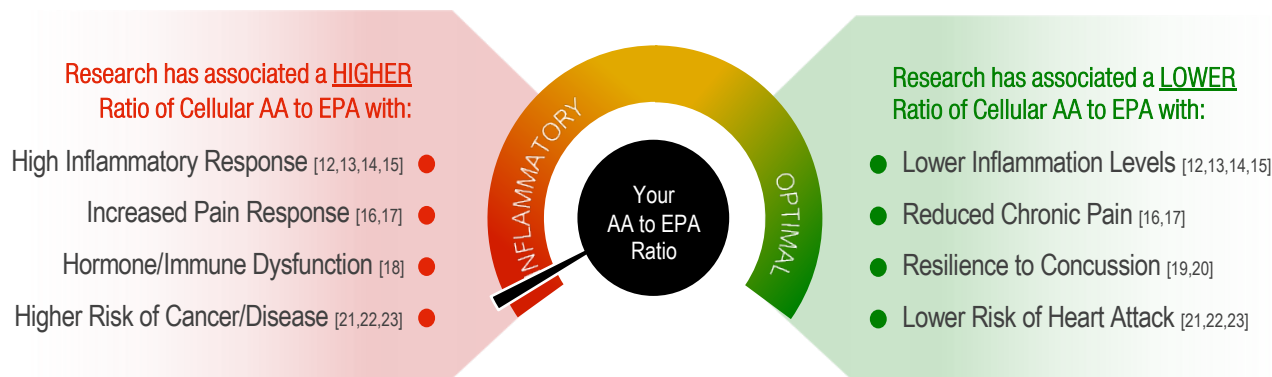 Research has associated a HIGHER
Ratio of Cellular AA to EPA with:
High Inflammatory Response [12,13,14,15]
Increased Pain Response [16,17]
Hormone/Immune Dysfunction [18]
Higher Risk of Cancer/Disease [21,22,23]
INFLAMMATORY
Your
AA to EPA
Ratio
OPTIMAL
Research has associated a LOWER
Ratio of Cellular AA to EPA with:
Lower Inflammation Levels [12,13,14,15]
Reduced Chronic Pain [16,17]
Resilience to Concussion [19,20]
Lower Risk of Heart Attack [21,22,23]